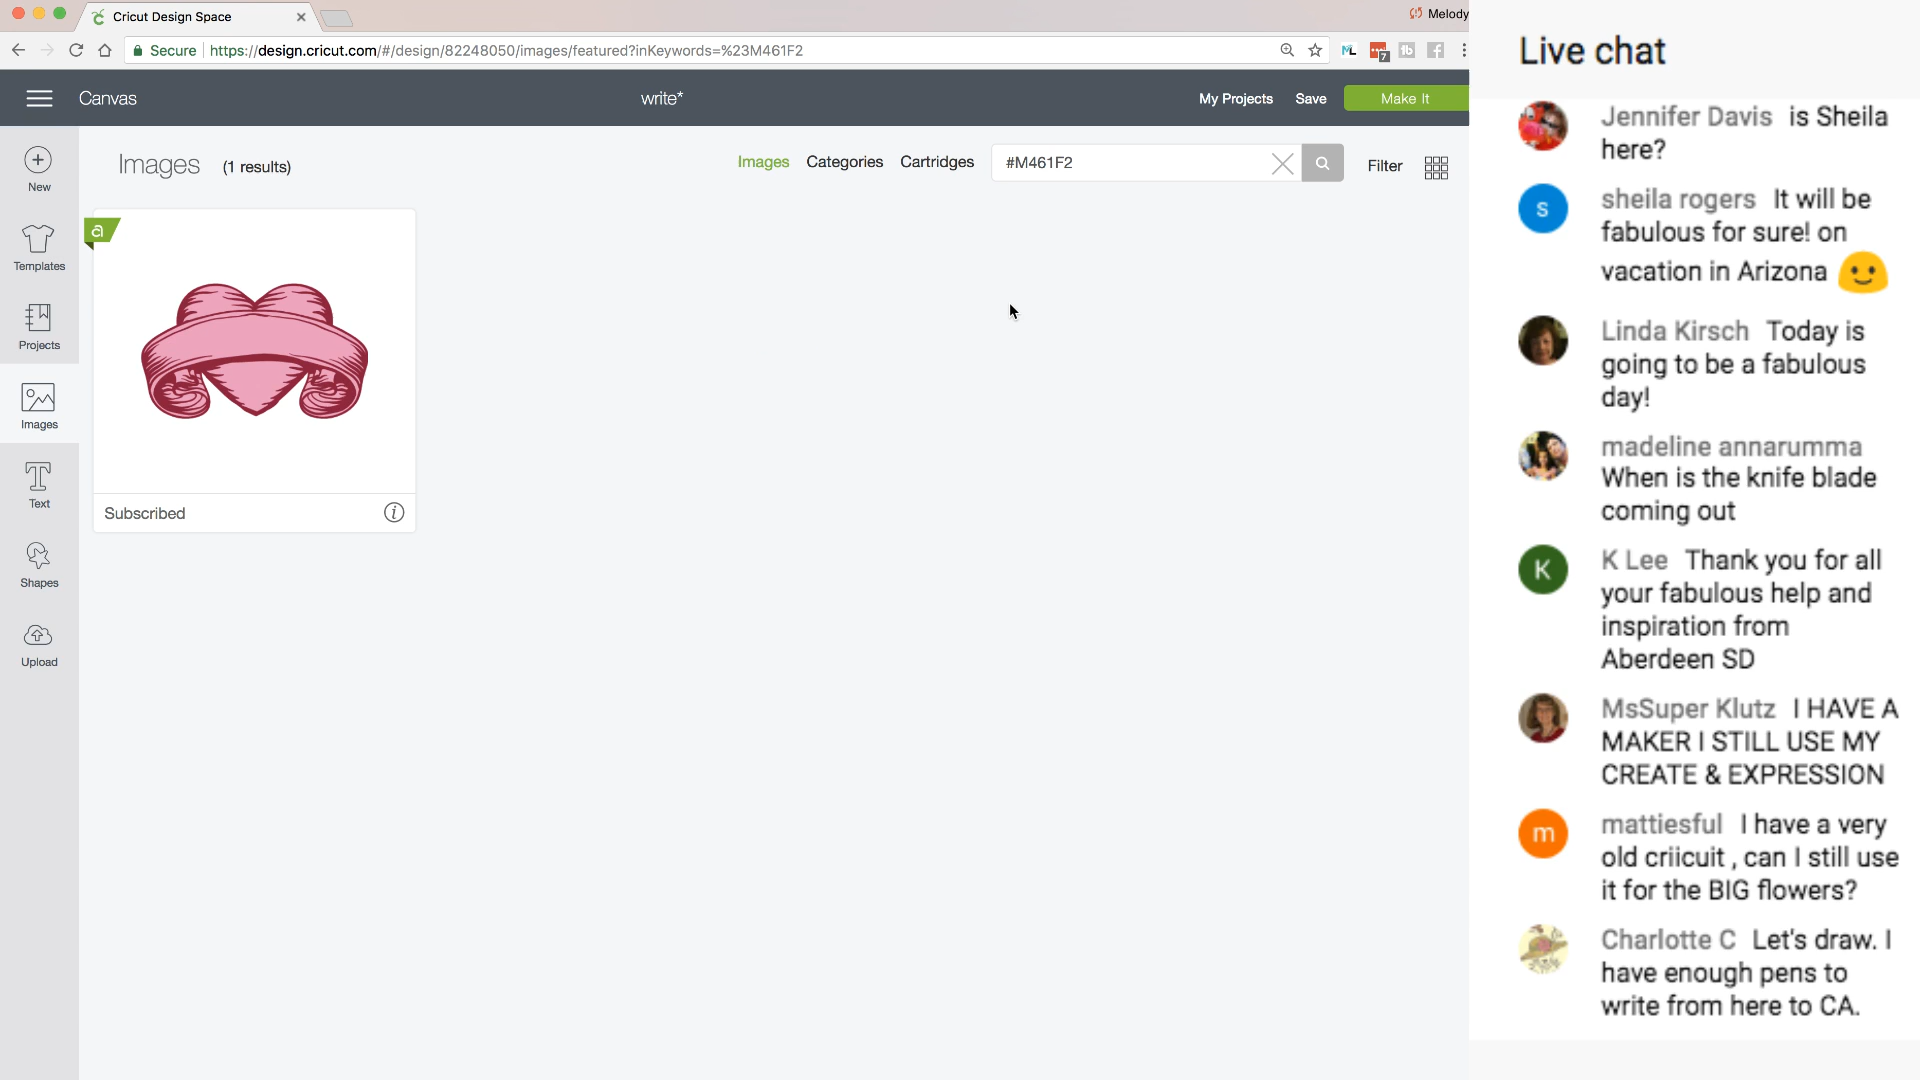 Cricut Design Space
Melody
Secure
https://design.cricut.com/#/design/82248050/images/featured?inKeywords=%23M461F2
7
Canvas
write*
My Projects
Save
Make It
New
Templates
Projects
Images
Text
Shapes
Upload
Images (1 results)
Images
Categories
Cartridges
#M461F2
Filter
a
Subscribed
Live chat
Jennifer Davis is Sheila
here?
s
sheila rogers It will be
fabulous for sure! on
vacation in Arizona
Linda Kirsch Today is
going to be a fabulous
day!
madeline annarumma
When is the knife blade
coming out
K
K Lee Thank you for all
your fabulous help and
inspiration from
Aberdeen SD
MsSuper Klutz I HAVE A
MAKER I STILL USE MY
CREATE & EXPRESSION
m
mattiesful I have a very
old criicuit , can I still use
it for the BIG flowers?
Charlotte C Let's draw. I
have enough pens to
write from here to CA.